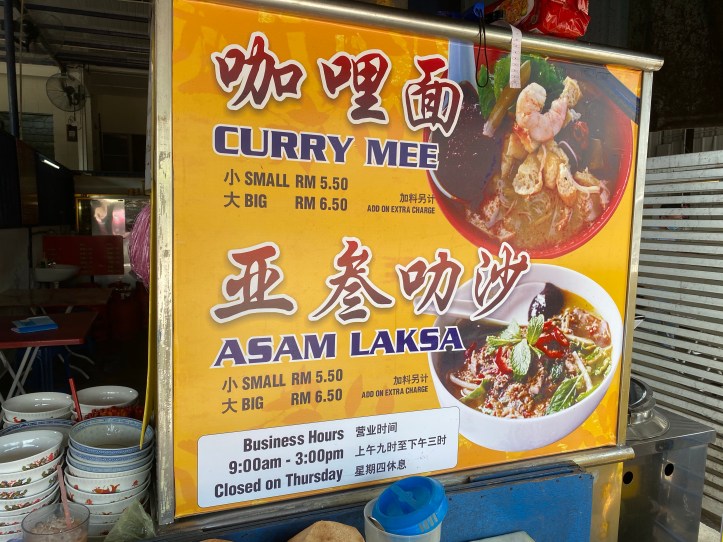 咖哩面
CURRY MEE
小 SMALL RM 5.50
大 BIG RM 6.50
加料另计
ADD ON EXTRA CHARGE
亚叁叻沙
ASAM LAKSA
小 SMALL RM 5.50
大 BIG RM 6.50
加料另计
ADD ON EXTRA CHARGE
Business Hours 营业时间
9:00am - 3:00pm 上午九时至下午三时
Closed on Thursday 星期四休息